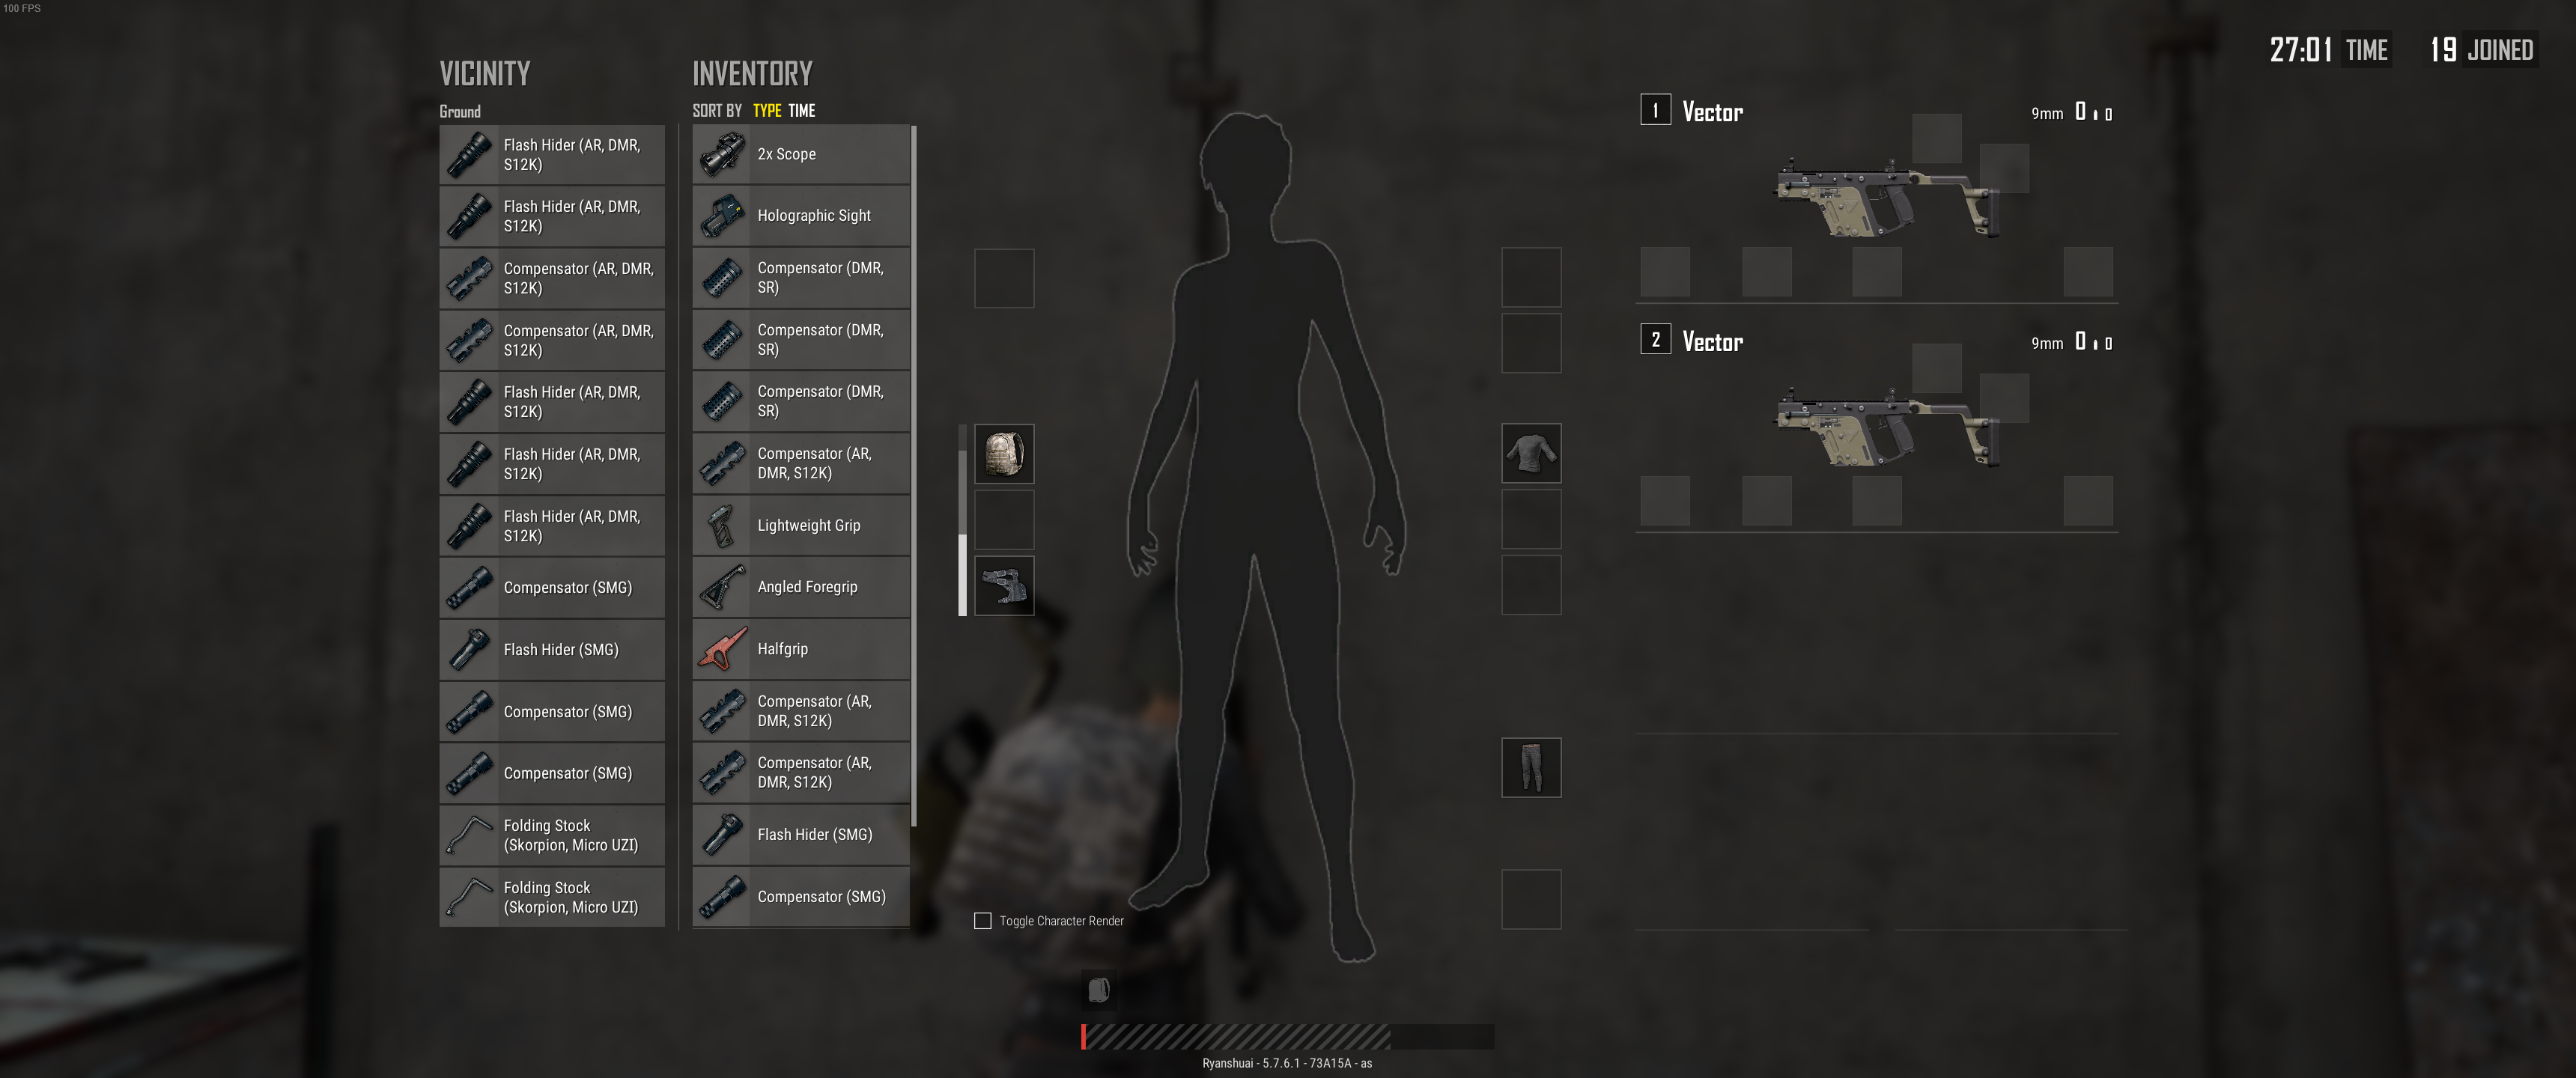 100 FPS
27:01 TIME 19 JOINED
VICINITY
Ground
Flash Hider (AR, DMR,
S12K)
Flash Hider (AR, DMR,
S12K)
Compensator (AR, DMR,
S12K)
Compensator (AR, DMR,
S12K)
Flash Hider (AR, DMR,
S12K)
Flash Hider (AR, DMR,
S12K)
Flash Hider (AR, DMR,
S12K)
Compensator (SMG)
Flash Hider (SMG)
Compensator (SMG)
Compensator (SMG)
Folding Stock
(Skorpion, Micro UZI)
Folding Stock
(Skorpion, Micro UZI)
INVENTORY
SORT BY TYPE TIME
2x Scope
Holographic Sight
Compensator (DMR,
SR)
Compensator (DMR,
SR)
Compensator (DMR,
SR)
Compensator (AR,
DMR, S12K)
Lightweight Grip
Angled Foregrip
Halfgrip
Compensator (AR,
DMR, S12K)
Compensator (AR,
DMR, S12K)
Flash Hider (SMG)
Compensator (SMG)
Toggle Character Render
1 Vector 9mm 0 0
2 Vector 9mm 0 0
Ryanshuai - 5.7.6.1 - 73A15A - as